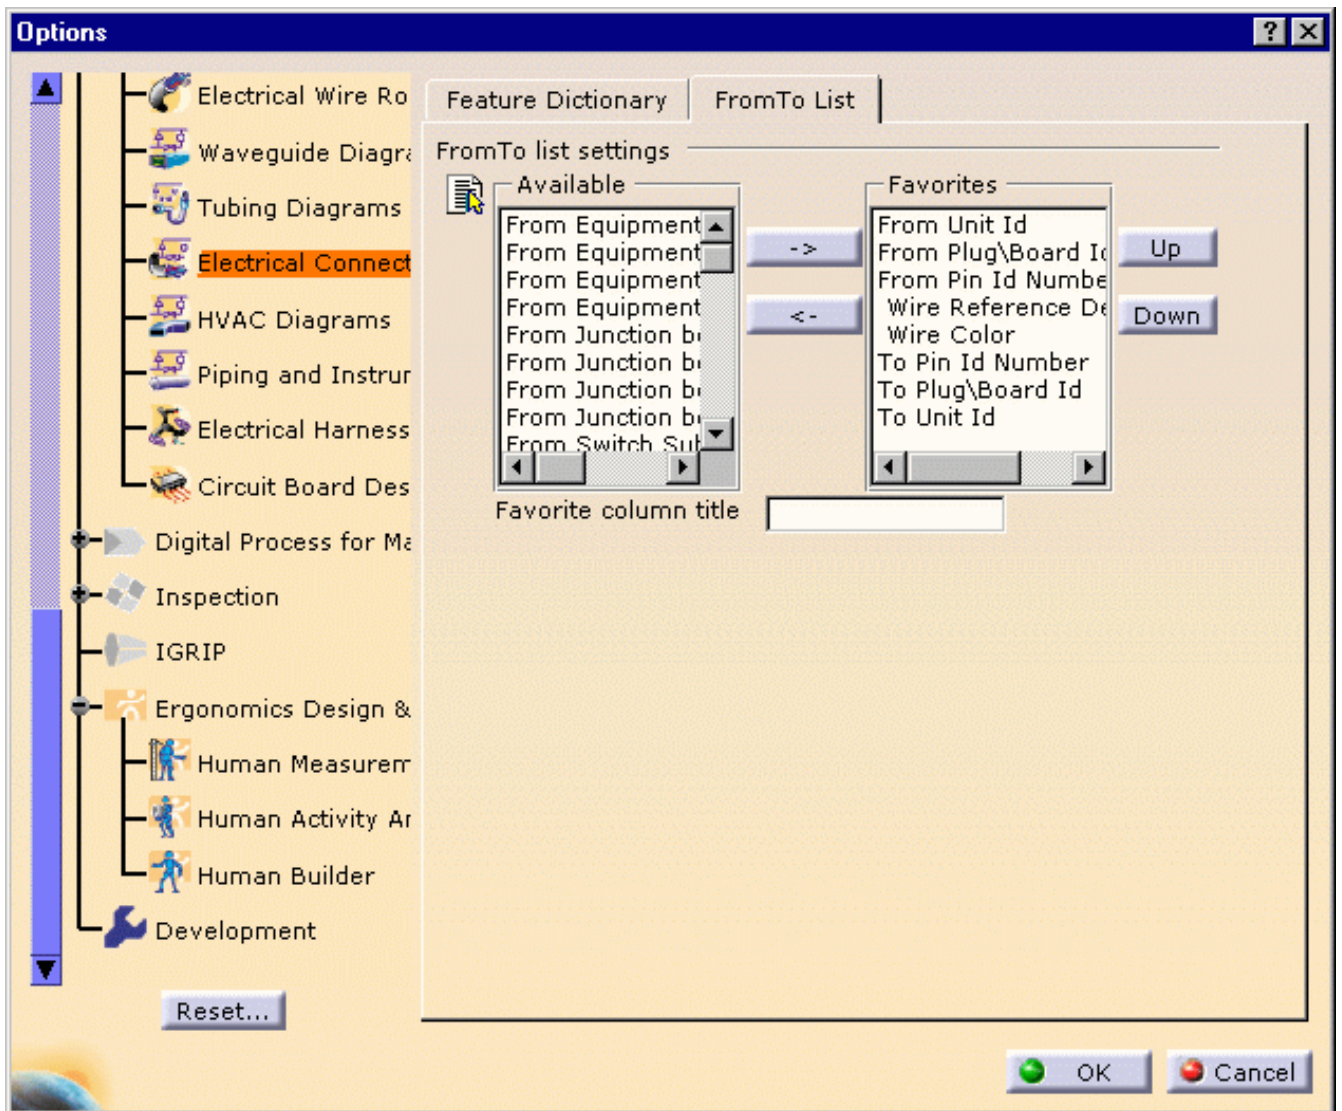 Options
Electrical Wire Ro
Waveguide Diagra
Tubing Diagrams
Electrical Connect
HVAC Diagrams
Piping and Instrur
Electrical Harness
Circuit Board Des
Digital Process for Ma
Inspection
IGRIP
Ergonomics Design &
Human Measurem
Human Activity Ar
Human Builder
Development
Reset...
Feature Dictionary
FromTo List
FromTo list settings
Available
From Equipment
From Equipment
From Equipment
From Equipment
From Junction b
From Junction b
From Junction b
From Junction b
From Switch Sub
->
<-
Favorites
From Unit Id
From Plug\Board Id
From Pin Id Numbe
Wire Reference De
Wire Color
To Pin Id Number
To Plug\Board Id
To Unit Id
Up
Down
Favorite column title
OK
Cancel